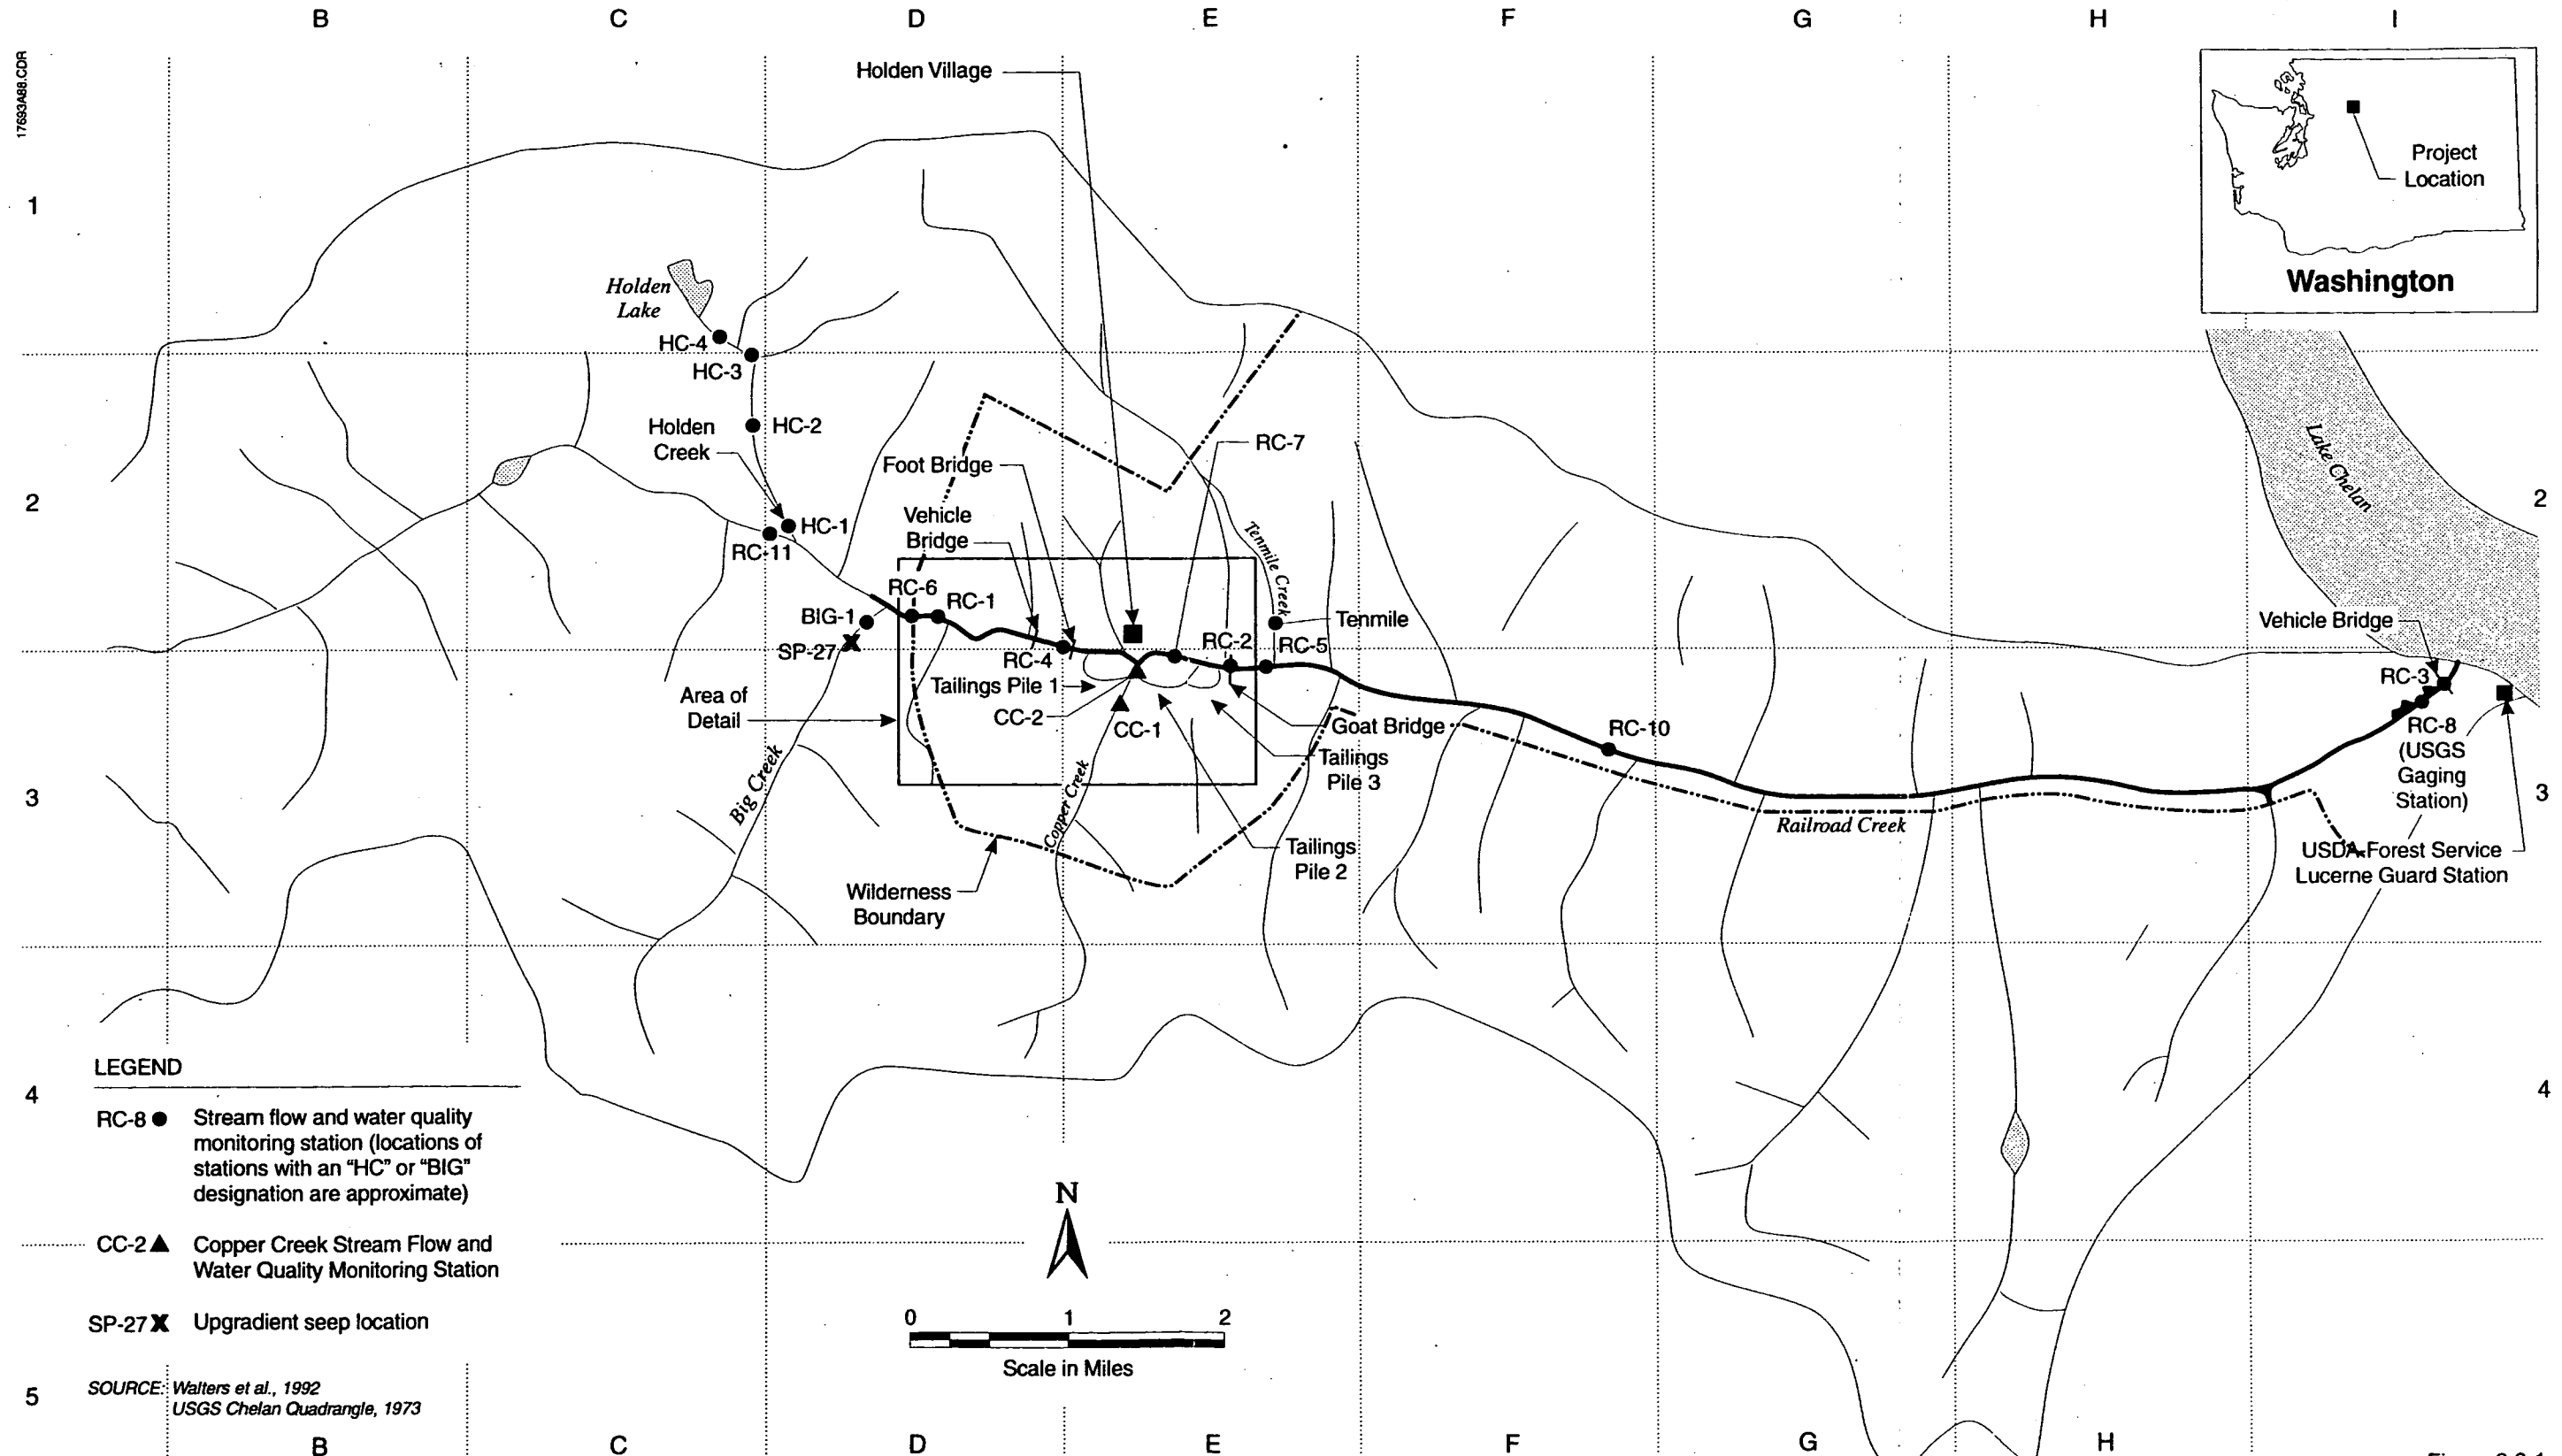 B C D E F G H I
17693A88.CDR
Holden Village
Project
Location
Washington
1
Holden
Lake
HC-4
HC-3
HC-2
Holden
Creek
RC-7
Foot Bridge
Lake Chelan
2
2
Vehicle
Bridge
HC-1
RC-11
Tenmile Creek
RC-6
RC-1
BIG-1
Tenmile
Vehicle Bridge
SP-27
RC-4
RC-2
RC-5
RC-3
Tailings Pile 1
Area of
Detail
CC-2
CC-1
Goat Bridge
RC-10
RC-8
(USGS
Gaging
Station)
Tailings
Pile 3
3
3
Big Creek
Copper Creek
Railroad Creek
Tailings
Pile 2
USDA-Forest Service
Lucerne Guard Station
Wilderness
Boundary
4
4
LEGEND
RC-8 Stream flow and water quality
monitoring station (locations of
stations with an “HC” or “BIG”
designation are approximate)
CC-2 Copper Creek Stream Flow and
Water Quality Monitoring Station
SP-27 Upgradient seep location
N
0 1 2
Scale in Miles
5
SOURCE: Walters et al., 1992
USGS Chelan Quadrangle, 1973
B C D E F G H